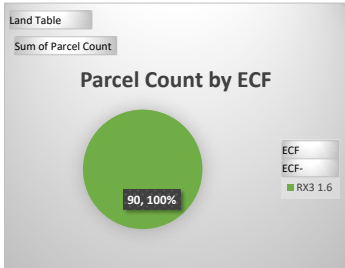 Land Table
Sum of Parcel Count
Parcel Count by ECF
90, 100%
ECF
ECF-
RX3 1.6